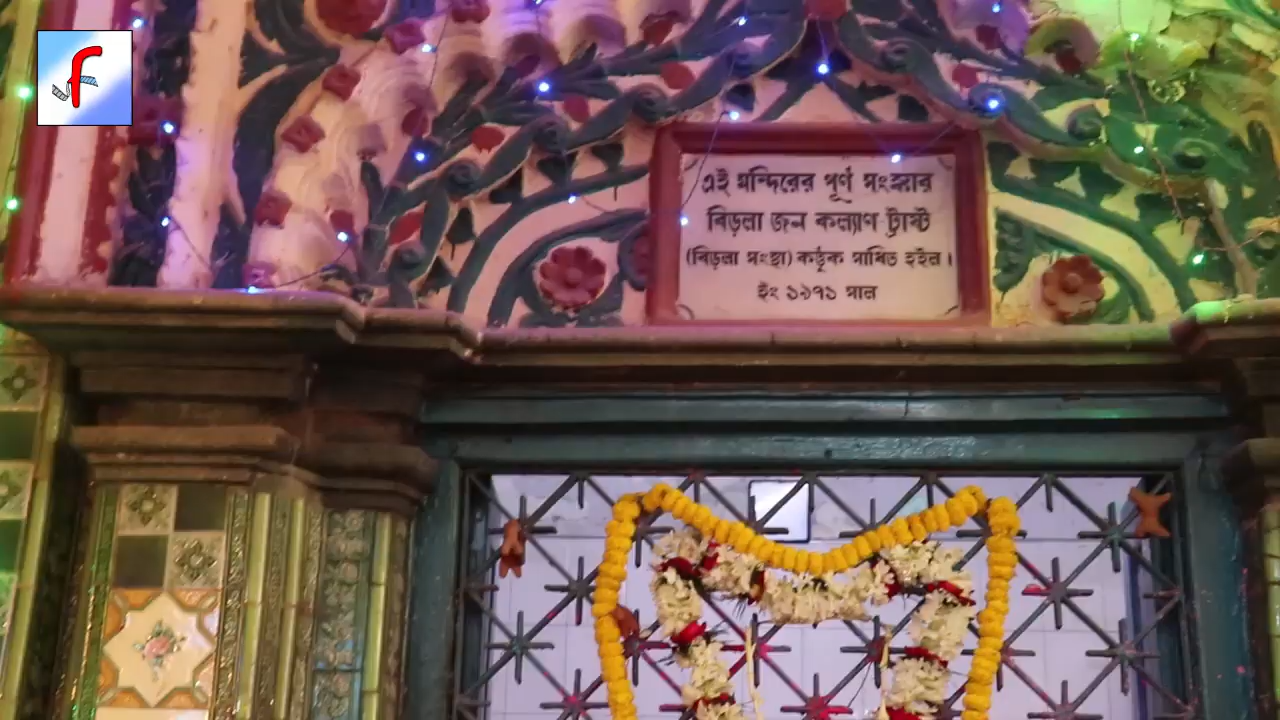 এই মন্দিরের পূর্ণ সংস্কার
বিড়লা জন কল্যাণ ট্রাস্ট
(বিড়লা সংস্থা) কর্ত্তৃক সাধিত হইল।
ইং ১৯৭১ সাল